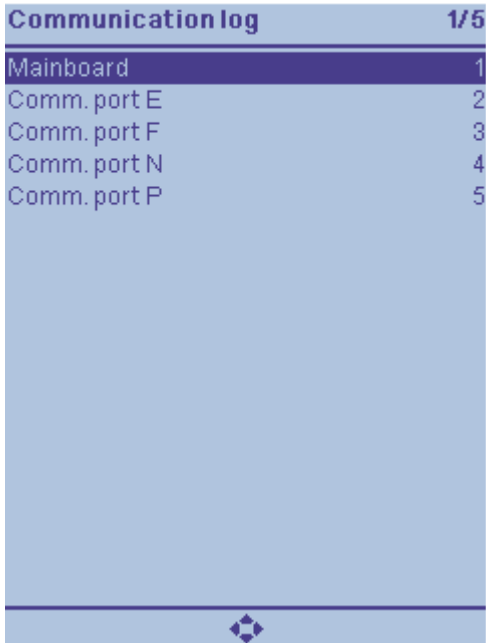 Communication log 1/5
Mainboard 1
Comm. port E 2
Comm. port F 3
Comm. port N 4
Comm. port P 5